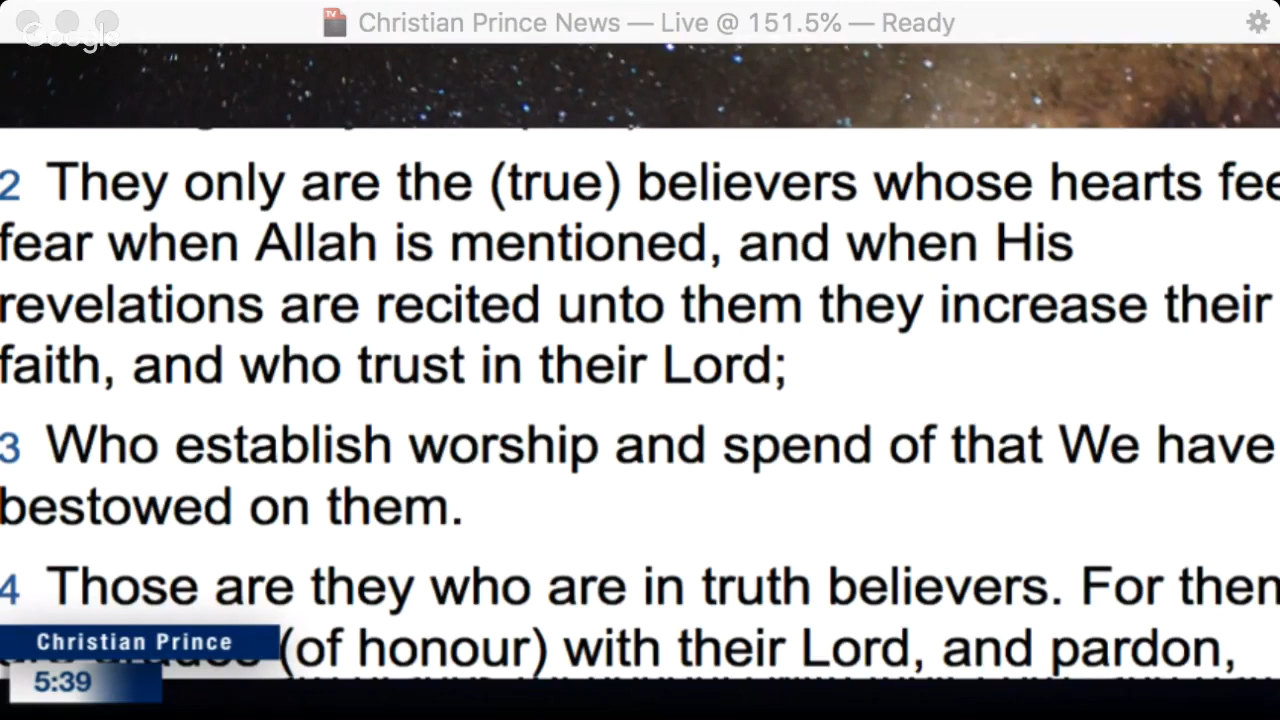 Christian Prince News — Live @ 151.5% — Ready
Google
TV
2 They only are the (true) believers whose hearts fee
fear when Allah is mentioned, and when His
revelations are recited unto them they increase their
faith, and who trust in their Lord;
3 Who establish worship and spend of that We have
bestowed on them.
4 Those are they who are in truth believers. For them
(of honour) with their Lord, and pardon,
Christian Prince
5:39